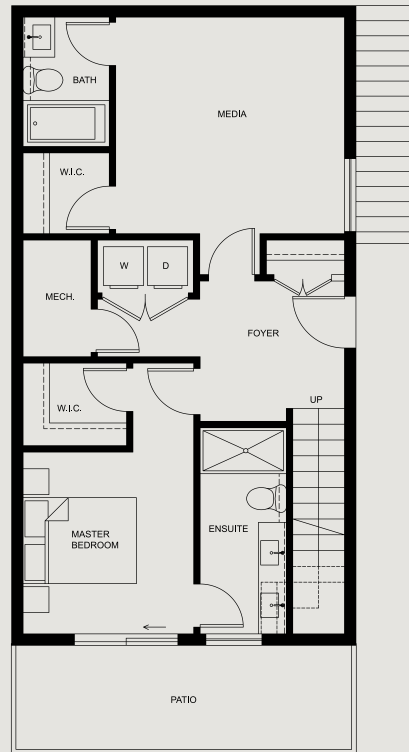 BATH
MEDIA
W.I.C.
W
D
MECH.
FOYER
UP
W.I.C.
ENSUITE
MASTER
BEDROOM
PATIO